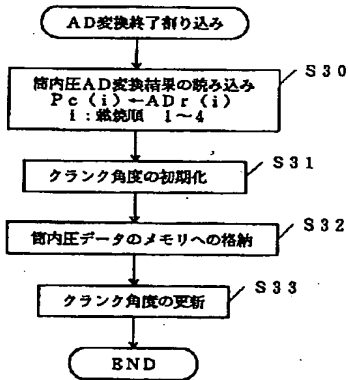 AD変換終了割り込み
S30
筒内圧AD変換結果の読み込み
Pc(i)←ADr(i)
i:燃焼順 1～4
S31
クランク角度の初期化
S32
筒内圧データのメモリへの格納
S33
クランク角度の更新
END